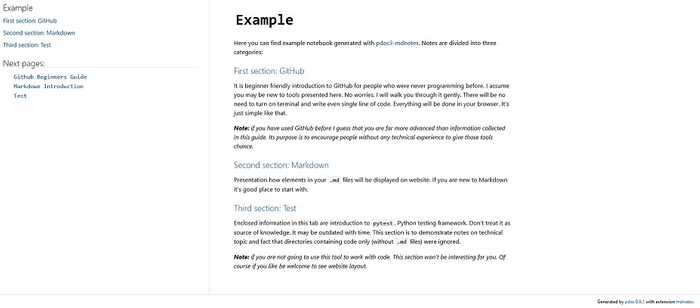 Example
First section: GitHub
Second section: Markdown
Third section: Test
Next pages:
Github Beginners Guide
Markdown Introduction
Test
Example
Here you can find example notebook generated with pdoc3-mdnotes. Notes are divided into three
categories:
First section: GitHub
It is beginner friendly introduction to GitHub for people who were never programming before. I assume
you may be new to tools presented here. No worries. I will walk you through it gently. There will be no
need to turn on terminal and write even single line of code. Everything will be done in your browser. It's
just simple like that.
Note: if you have used GitHub before I guess that you are far more advanced than information collected
in this guide. Its purpose is to encourage people without any technical experience to give those tools
chance.
Second section: Markdown
Presentation how elements in your .md files will be displayed on website. If you are new to Markdown
it's good place to start with.
Third section: Test
Enclosed information in this tab are introduction to pytest. Python testing framework. Don't treat it as
source of knowledge. It may be outdated with time. This section is to demonstrate notes on technical
topic and fact that directories containing code only (without .md files) were ignored.
Note: if you are not going to use this tool to work with code. This section won't be interesting for you. Of
course if you like be welcome to see website layout.
Generated by pdoc 0.8.1 with extension mdnotes.